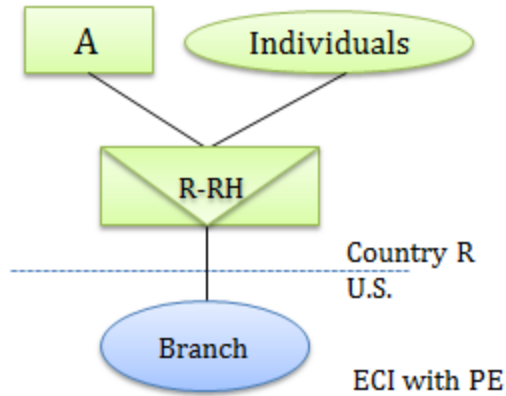 A
Individuals
R-RH
Country R
U.S.
Branch
ECI with PE